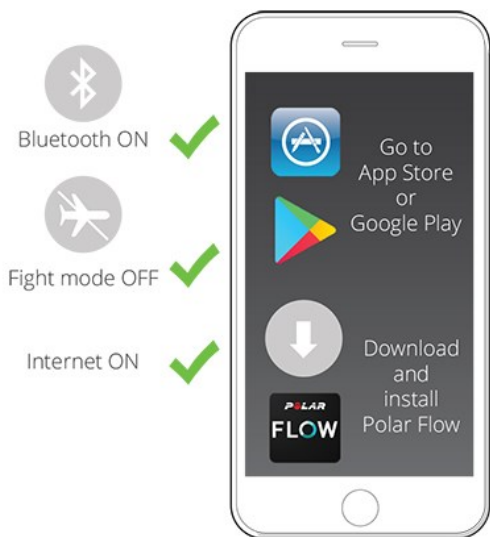 Bluetooth ON
Fight mode OFF
Internet ON
Go to
App Store
or
Google Play
Download
and
install
Polar Flow
POLAR
FLOW